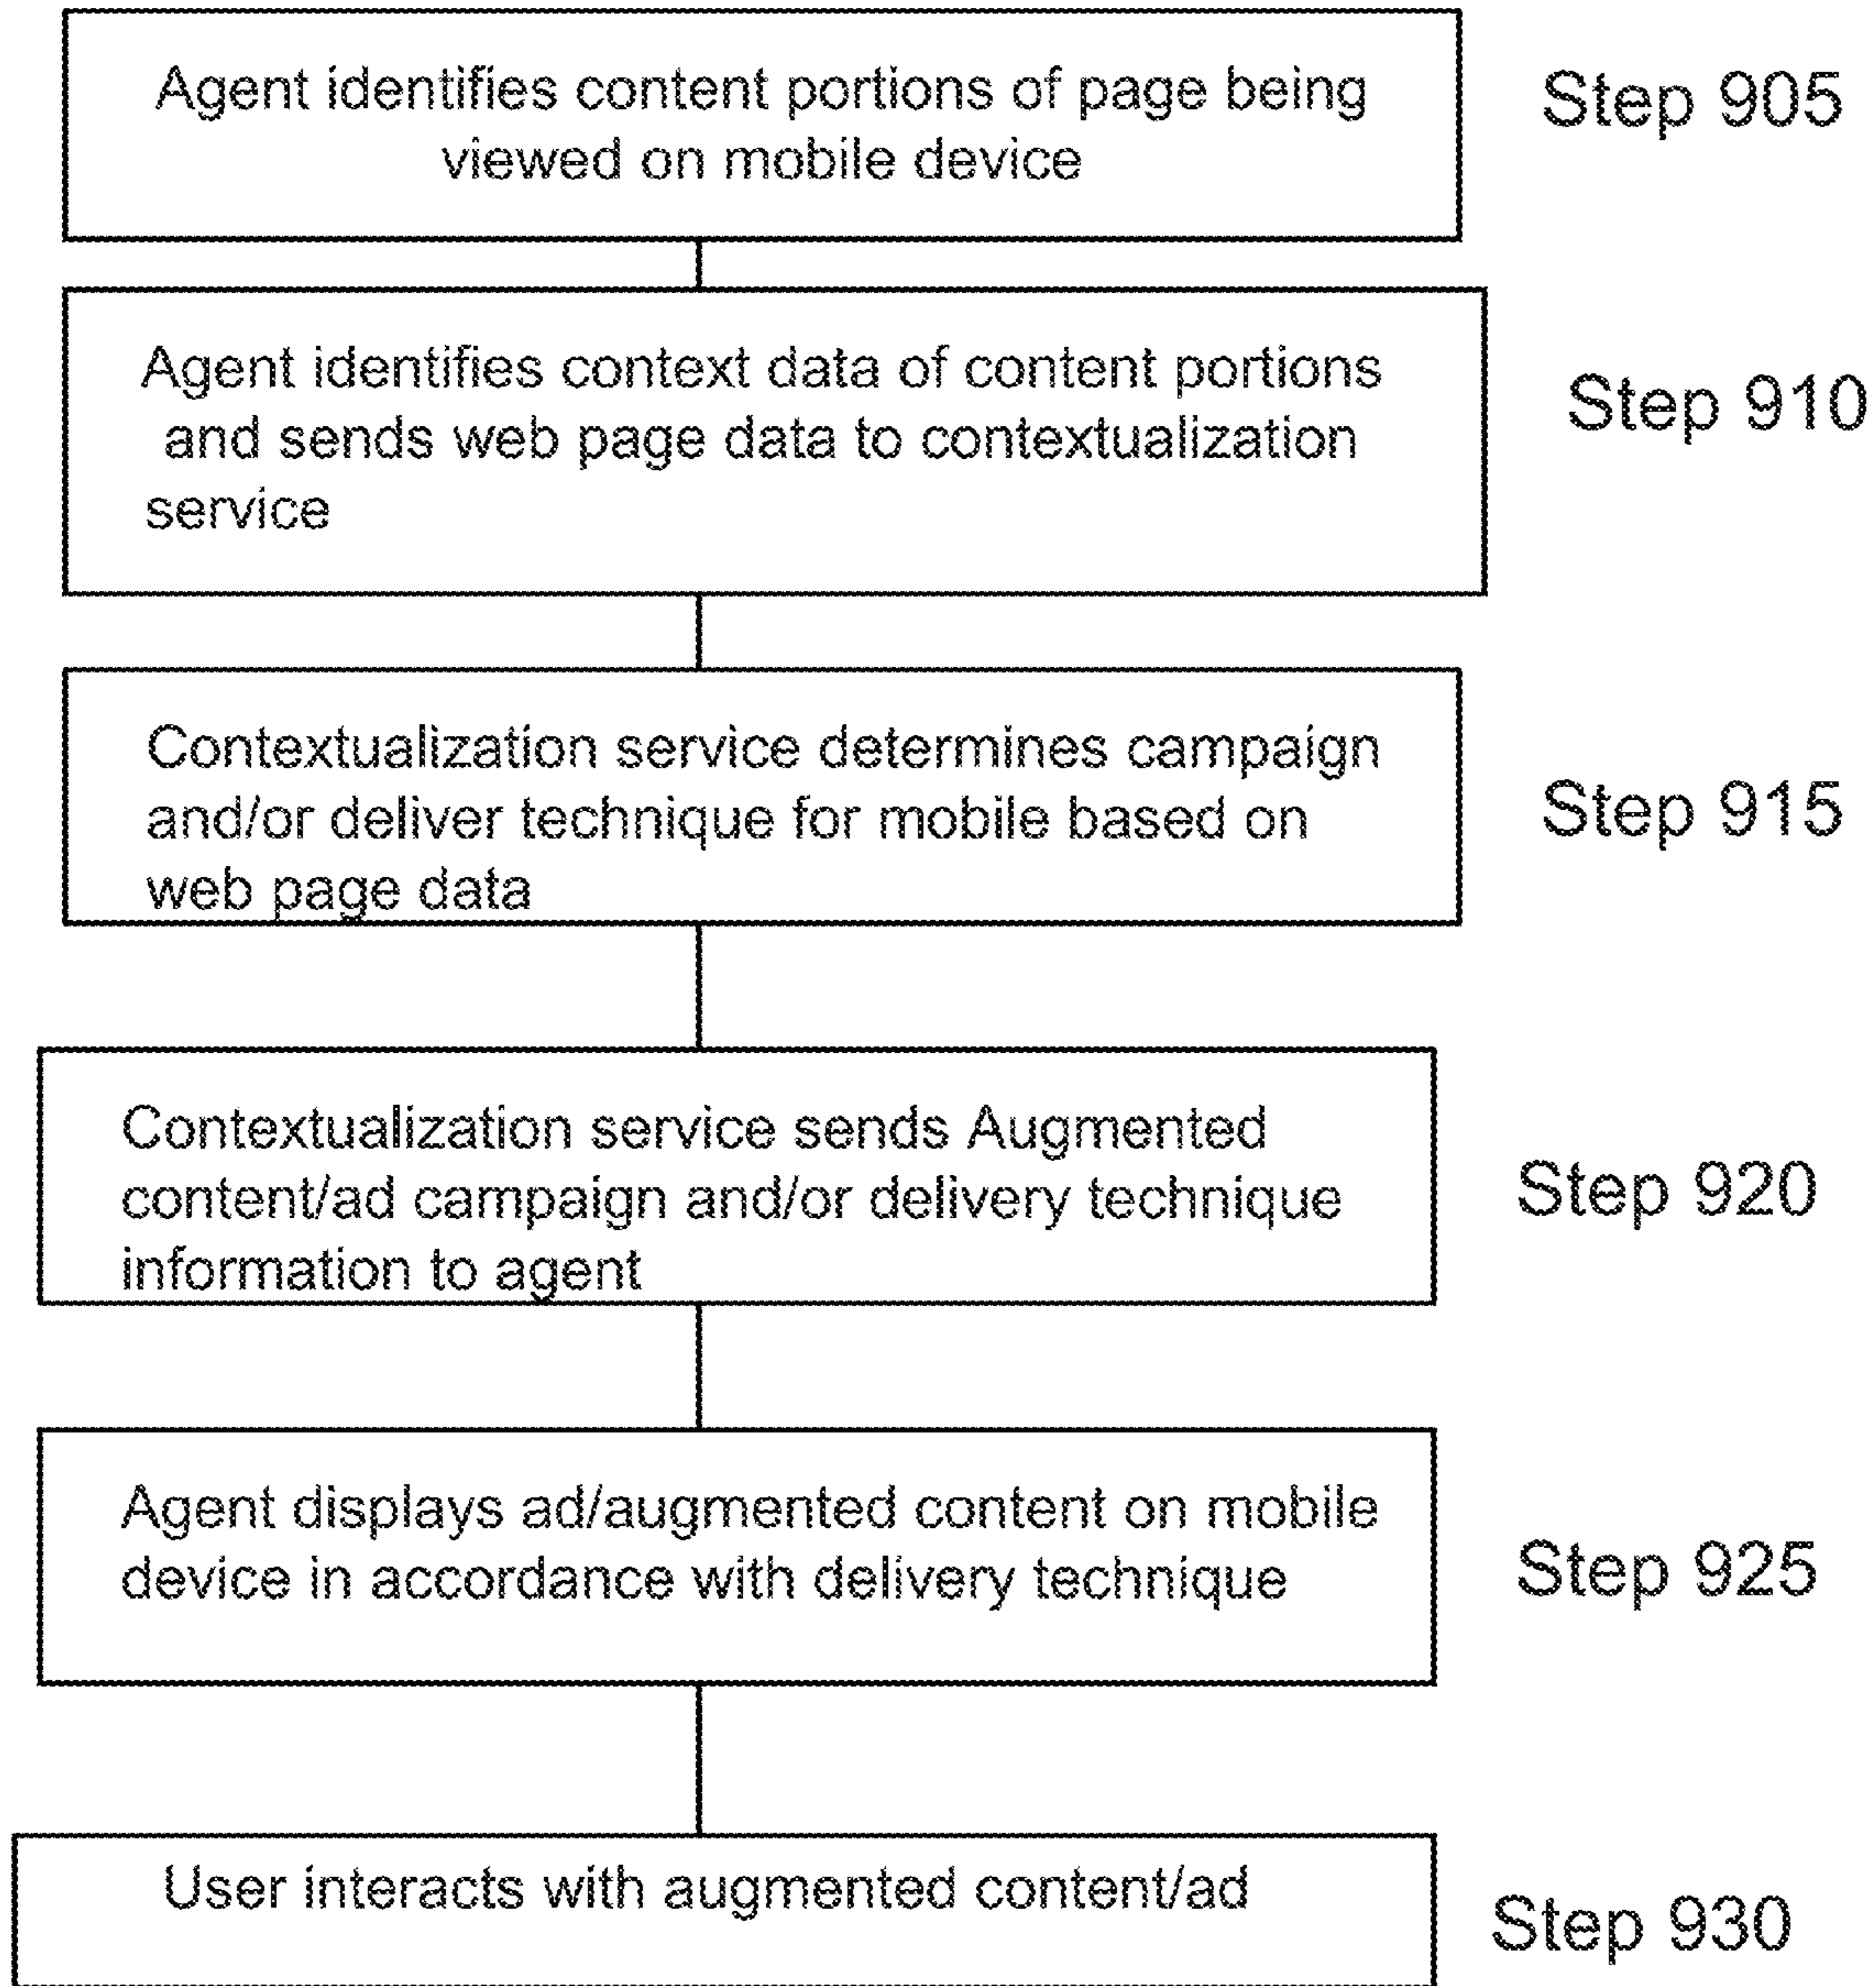 Agent identifies content portions of page being
viewed on mobile device
Step 905
Agent identifies context data of content portions
and sends web page data to contextualization
service
Step 910
Contextualization service determines campaign
and/or deliver technique for mobile based on
web page data
Step 915
Contextualization service sends Augmented
content/ad campaign and/or delivery technique
information to agent
Step 920
Agent displays ad/augmented content on mobile
device in accordance with delivery technique
Step 925
User interacts with augmented content/ad
Step 930